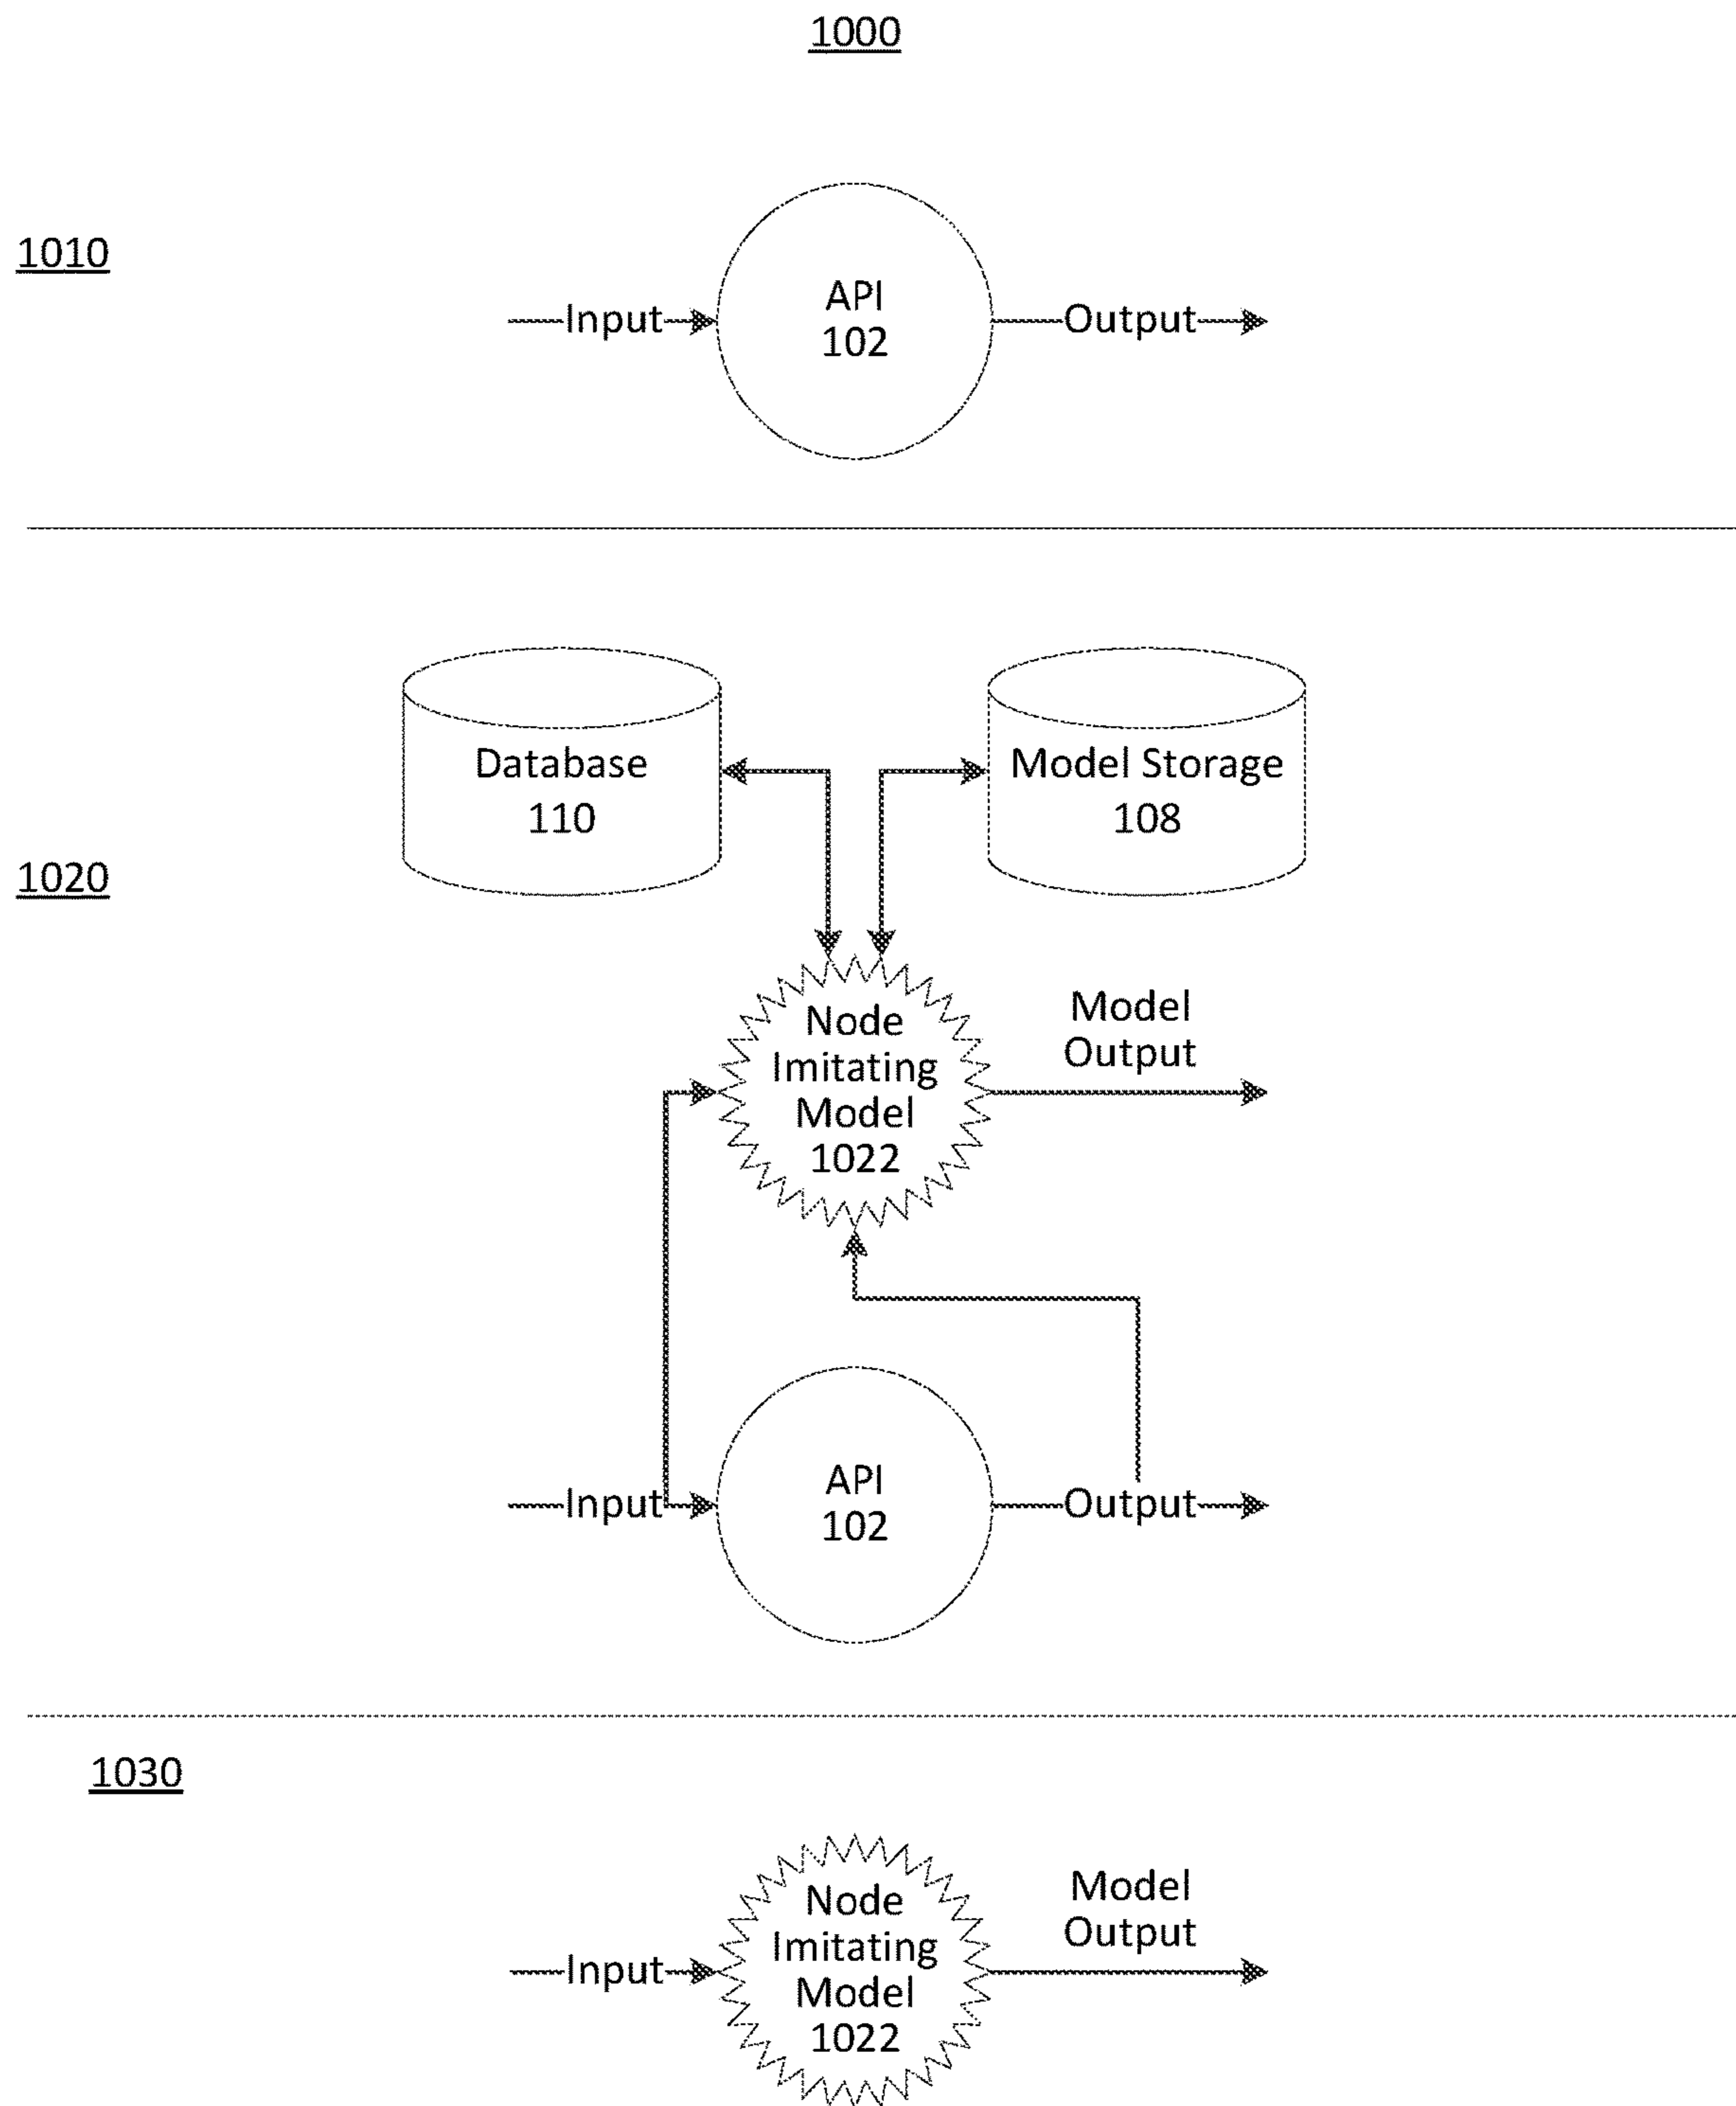 1000
1010
API
102
Input
Output
Database
110
Model Storage
108
1020
Node
Imitating
Model
1022
Model
Output
API
102
Input
Output
1030
Node
Imitating
Model
1022
Model
Output
Input